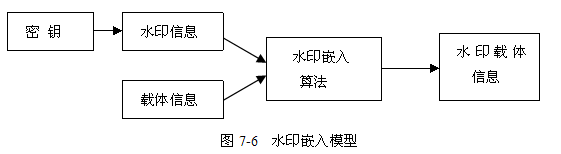 密 钥
水印信息
水印嵌入
算法
水 印 载 体
信息
载体信息
图 7-6 水印嵌入模型